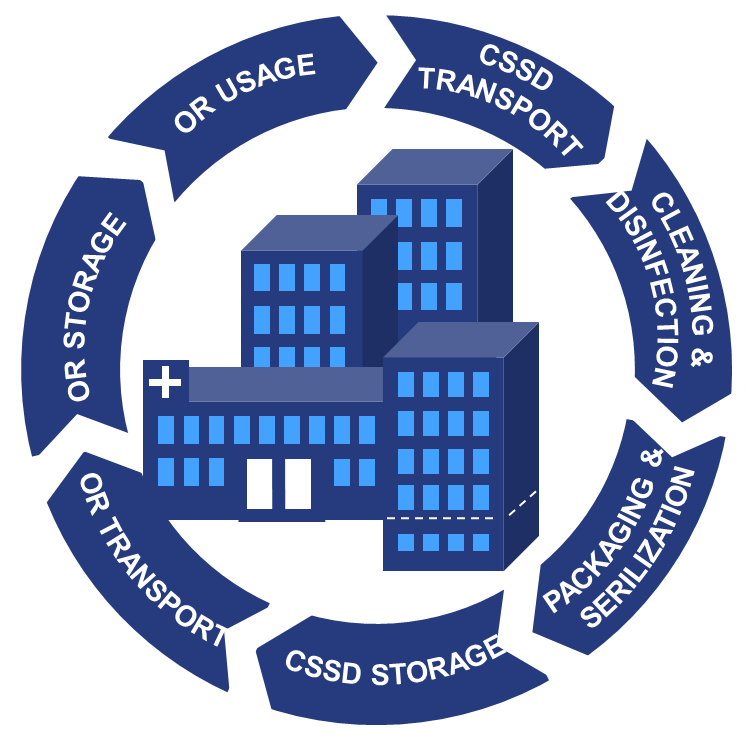 OR USAGE
CSSD
TRANSPORT
CLEANING &
DISINFECTION
PACKAGING &
SERILIZATION
CSSD STORAGE
OR TRANSPORT
OR STORAGE